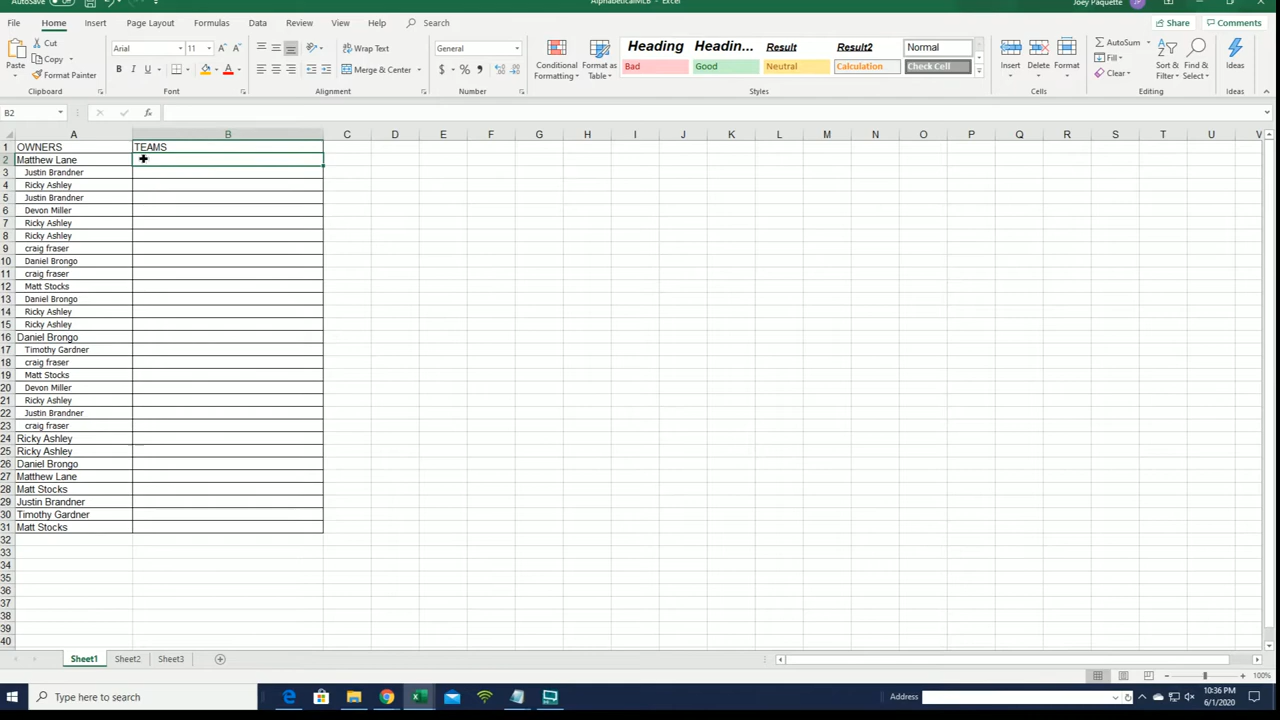 AutoSave Off AlphabeticalMLB - Excel Joey Paquette JP
File Home Insert Page Layout Formulas Data Review View Help Search Share Comments
Paste Cut Copy Format Painter Clipboard
Arial 11 A A B I U A Font
Wrap Text Merge & Center Alignment
General $ % , Number
Conditional Formatting Format as Table
Heading Headin... Result Result2 Normal
Bad Good Neutral Calculation Check Cell
Styles
Insert Delete Format Cells
AutoSum Fill Clear Sort & Filter Find & Select Editing
Ideas Ideas
B2 fx
A B C D E F G H I J K L M N O P Q R S T U V
1 OWNERS TEAMS
2 Matthew Lane
3 Justin Brandner
4 Ricky Ashley
5 Justin Brandner
6 Devon Miller
7 Ricky Ashley
8 Ricky Ashley
9 craig fraser
10 Daniel Brongo
11 craig fraser
12 Matt Stocks
13 Daniel Brongo
14 Ricky Ashley
15 Ricky Ashley
16 Daniel Brongo
17 Timothy Gardner
18 craig fraser
19 Matt Stocks
20 Devon Miller
21 Ricky Ashley
22 Justin Brandner
23 craig fraser
24 Ricky Ashley
25 Ricky Ashley
26 Daniel Brongo
27 Matthew Lane
28 Matt Stocks
29 Justin Brandner
30 Timothy Gardner
31 Matt Stocks
32
33
34
35
36
37
38
39
40
Sheet1 Sheet2 Sheet3
100%
Type here to search Address 10:36 PM
6/1/2020